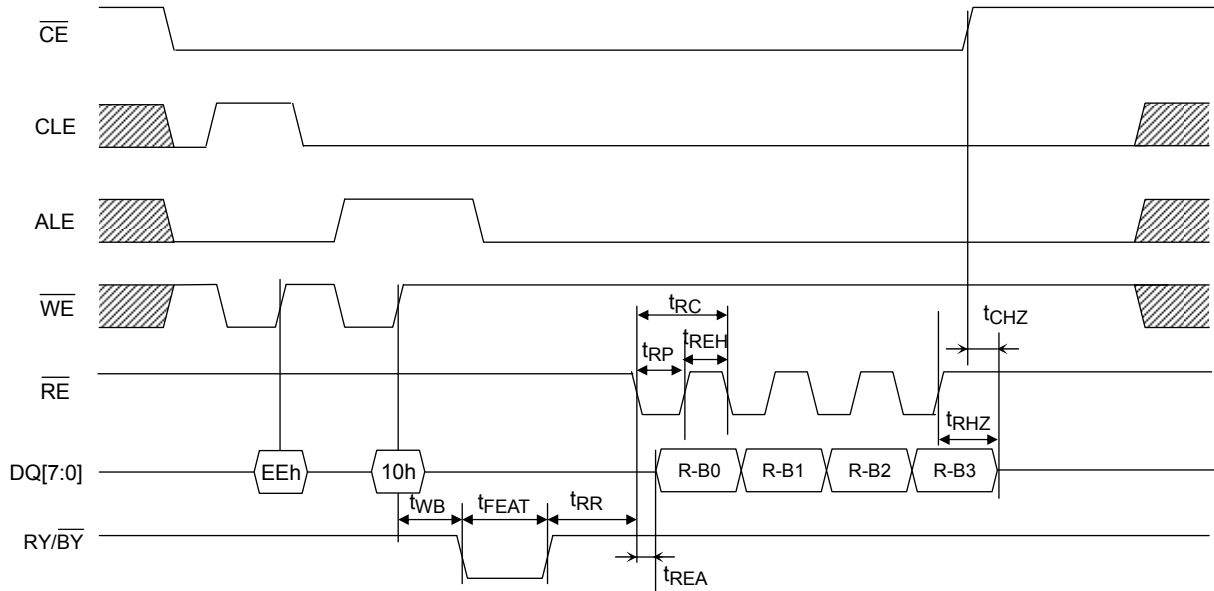 CE
CLE
ALE
WE
tRC
tCHZ
tREH
tRP
RE
tRHZ
DQ[7:0]
EEh
10h
R-B0
R-B1
R-B2
R-B3
tWB
tFEAT
tRR
RY/BY
tREA